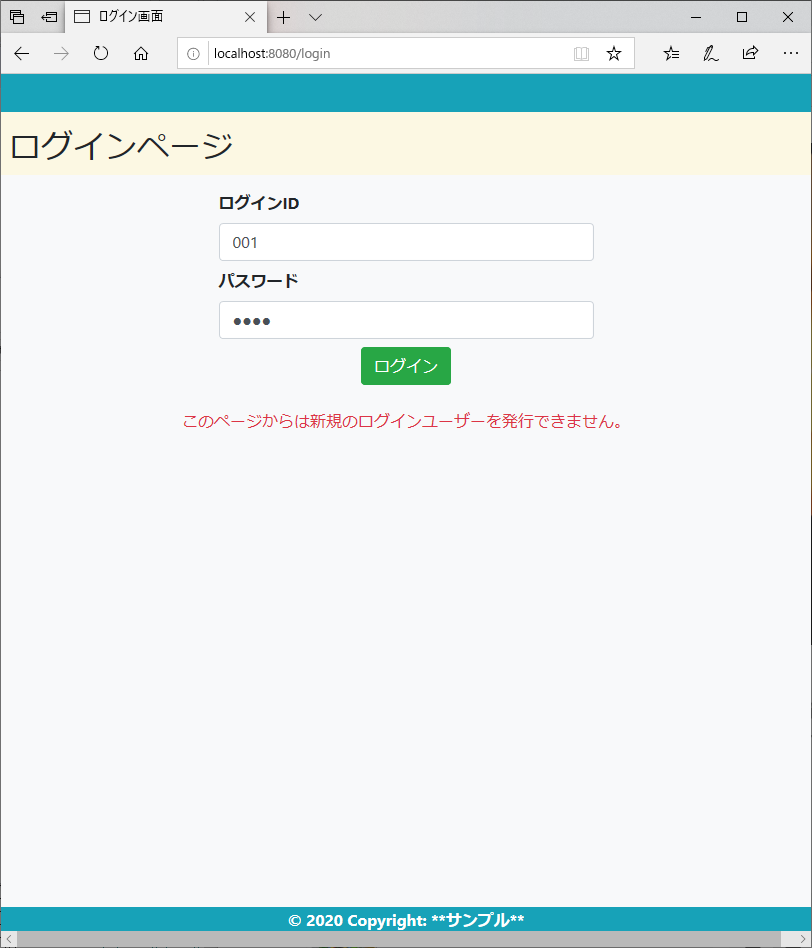 ログイン画面
localhost:8080/login
ログインページ
ログインID
001
パスワード
●●●●
ログイン
このページからは新規のログインユーザーを発行できません。
© 2020 Copyright: **サンプル**